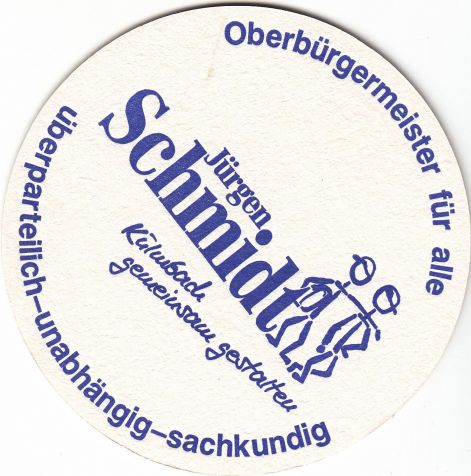 Oberbürgermeister für alle
Jürgen
Schmidt
Kulmbach
gemeinsam gestalten
überparteilich-unabhängig-sachkundig